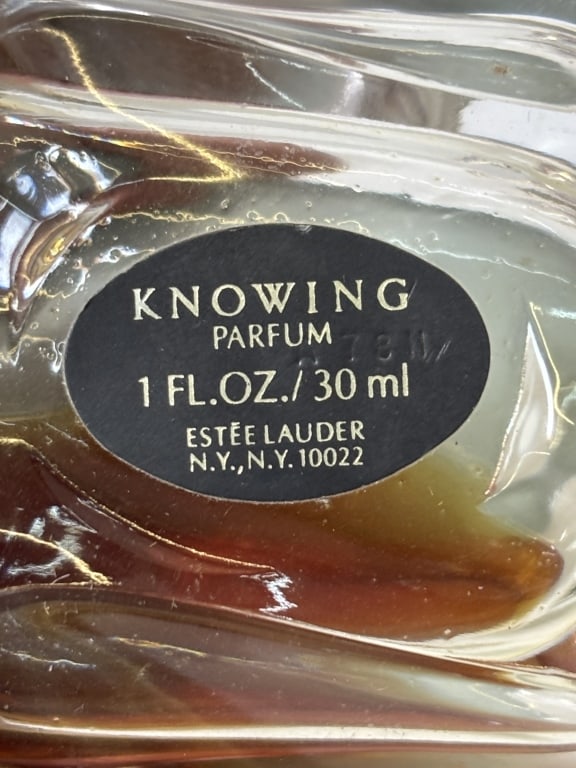 KNOWING
PARFUM
1 FL.OZ./30 ml
ESTĒE LAUDER
N.Y.,N.Y. 10022